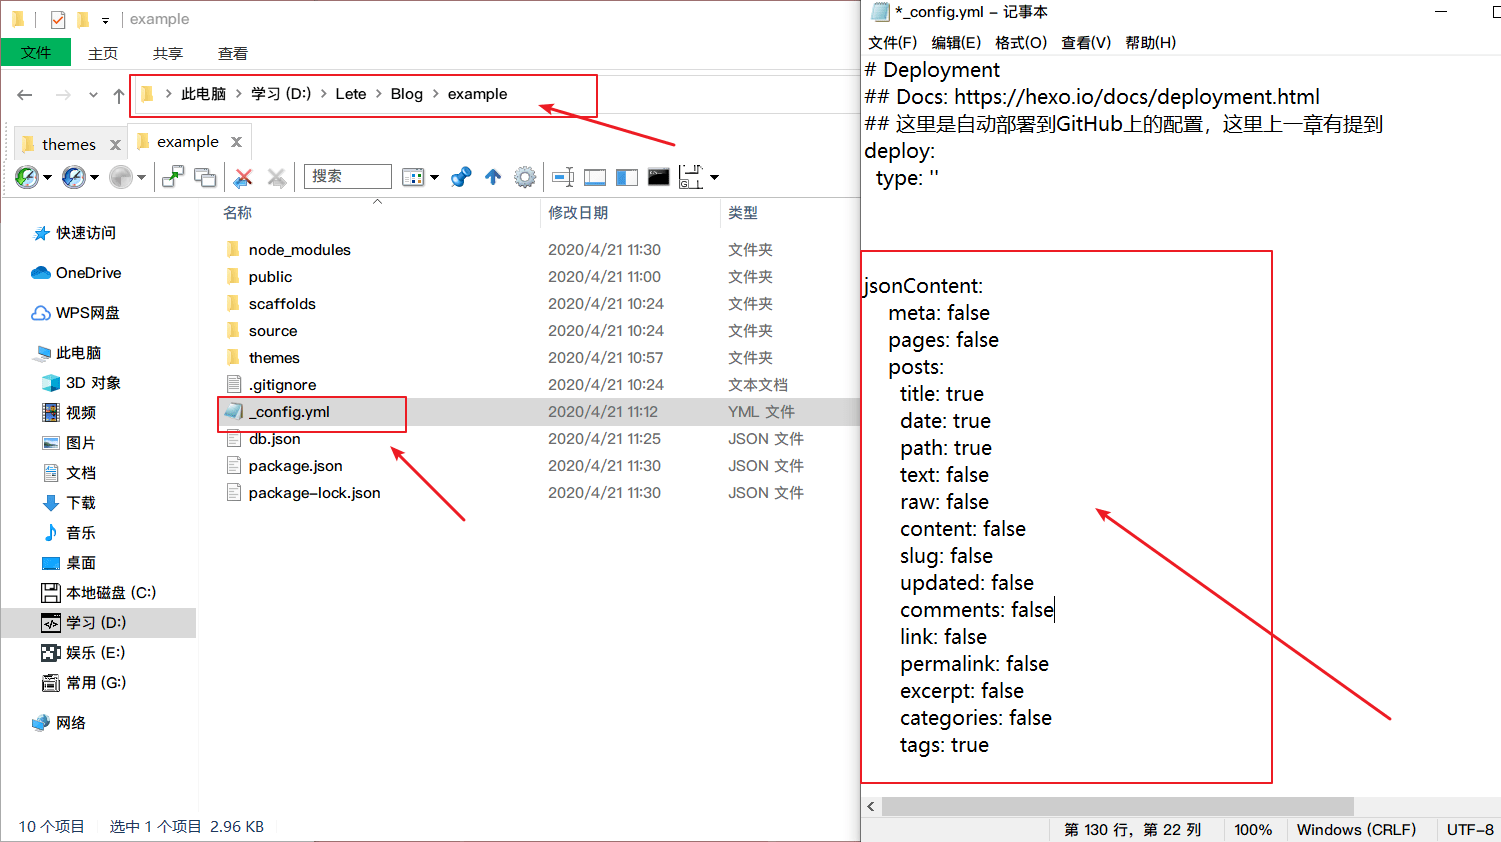 example
文件 主页 共享 查看
此电脑 学习 (D:) Lete Blog example
themes example
搜索
名称 修改日期 类型
快速访问
OneDrive
WPS网盘
此电脑
3D 对象
视频
图片
文档
下载
音乐
桌面
本地磁盘 (C:)
学习 (D:)
娱乐 (E:)
常用 (G:)
网络
node_modules 2020/4/21 11:30 文件夹
public 2020/4/21 11:00 文件夹
scaffolds 2020/4/21 10:24 文件夹
source 2020/4/21 10:24 文件夹
themes 2020/4/21 10:57 文件夹
.gitignore 2020/4/21 10:24 文本文档
_config.yml 2020/4/21 11:12 YML 文件
db.json 2020/4/21 11:25 JSON 文件
package.json 2020/4/21 11:30 JSON 文件
package-lock.json 2020/4/21 11:30 JSON 文件
10 个项目 选中 1 个项目 2.96 KB
*_config.yml - 记事本
文件(F) 编辑(E) 格式(O) 查看(V) 帮助(H)
# Deployment
## Docs: https://hexo.io/docs/deployment.html
## 这里是自动部署到GitHub上的配置，这里上一章有提到
deploy:
type: ''
jsonContent:
meta: false
pages: false
posts:
title: true
date: true
path: true
text: false
raw: false
content: false
slug: false
updated: false
comments: false
link: false
permalink: false
excerpt: false
categories: false
tags: true
第 130 行，第 22 列 100% Windows (CRLF) UTF-8